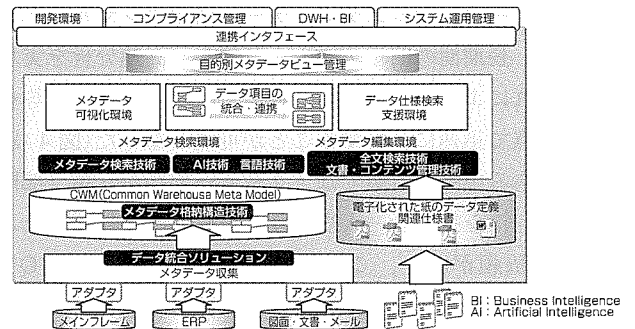 開発環境
コンプライアンス管理
DWH・BI
システム運用管理
連携インタフェース
目的別メタデータビュー管理
メタデータ
可視化環境
データ項目の
統合・連携
データ仕様検索
支援環境
メタデータ検索環境
メタデータ編集環境
メタデータ検索技術
AI技術 言語技術
全文検索技術
文書・コンテンツ管理技術
CWM(Common Warehouse Meta Model)
メタデータ格納構造技術
電子化された紙のデータ定義
関連仕様書
データ統合ソリューション
メタデータ収集
アダプタ
アダプタ
アダプタ
メインフレーム
ERP
図面・文書・メール
BI : Business Intelligence
AI : Artificial Intelligence